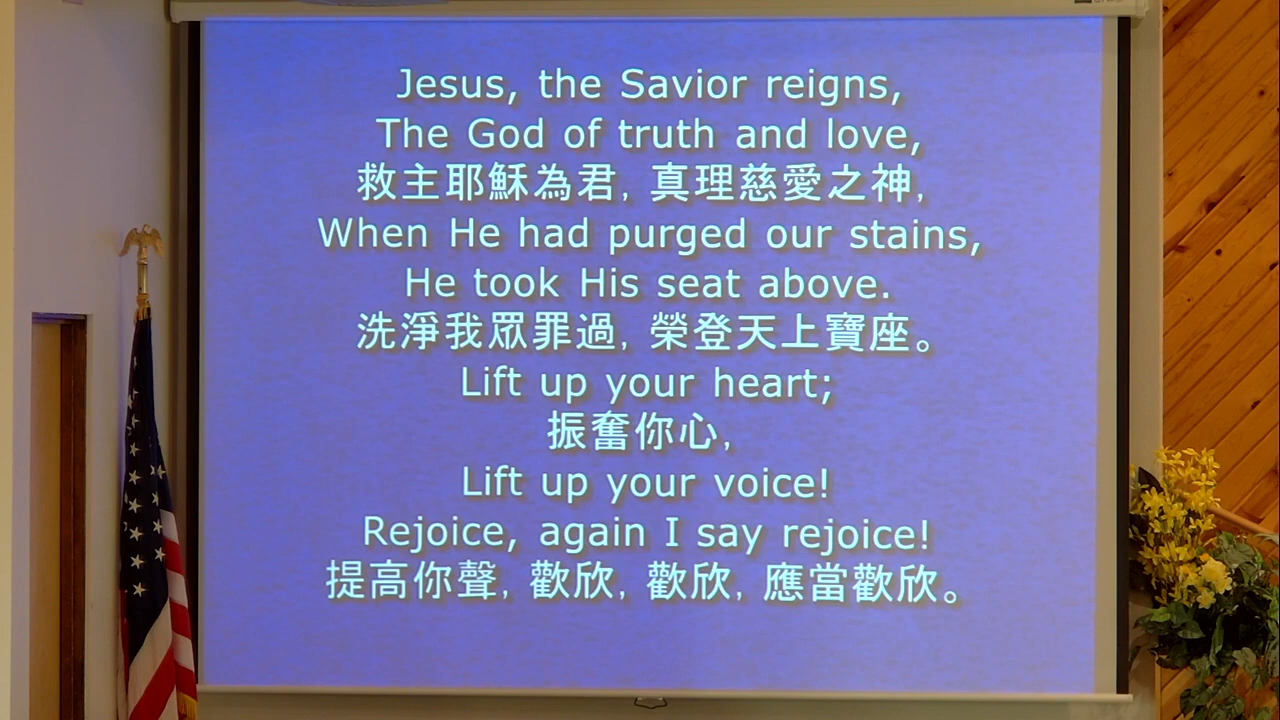 Jesus, the Savior reigns,
The God of truth and love,
救主耶穌為君, 真理慈愛之神,
When He had purged our stains,
He took His seat above.
洗淨我眾罪過, 榮登天上寶座。
Lift up your heart;
振奮你心,
Lift up your voice!
Rejoice, again I say rejoice!
提高你聲, 歡欣, 歡欣, 應當歡欣。